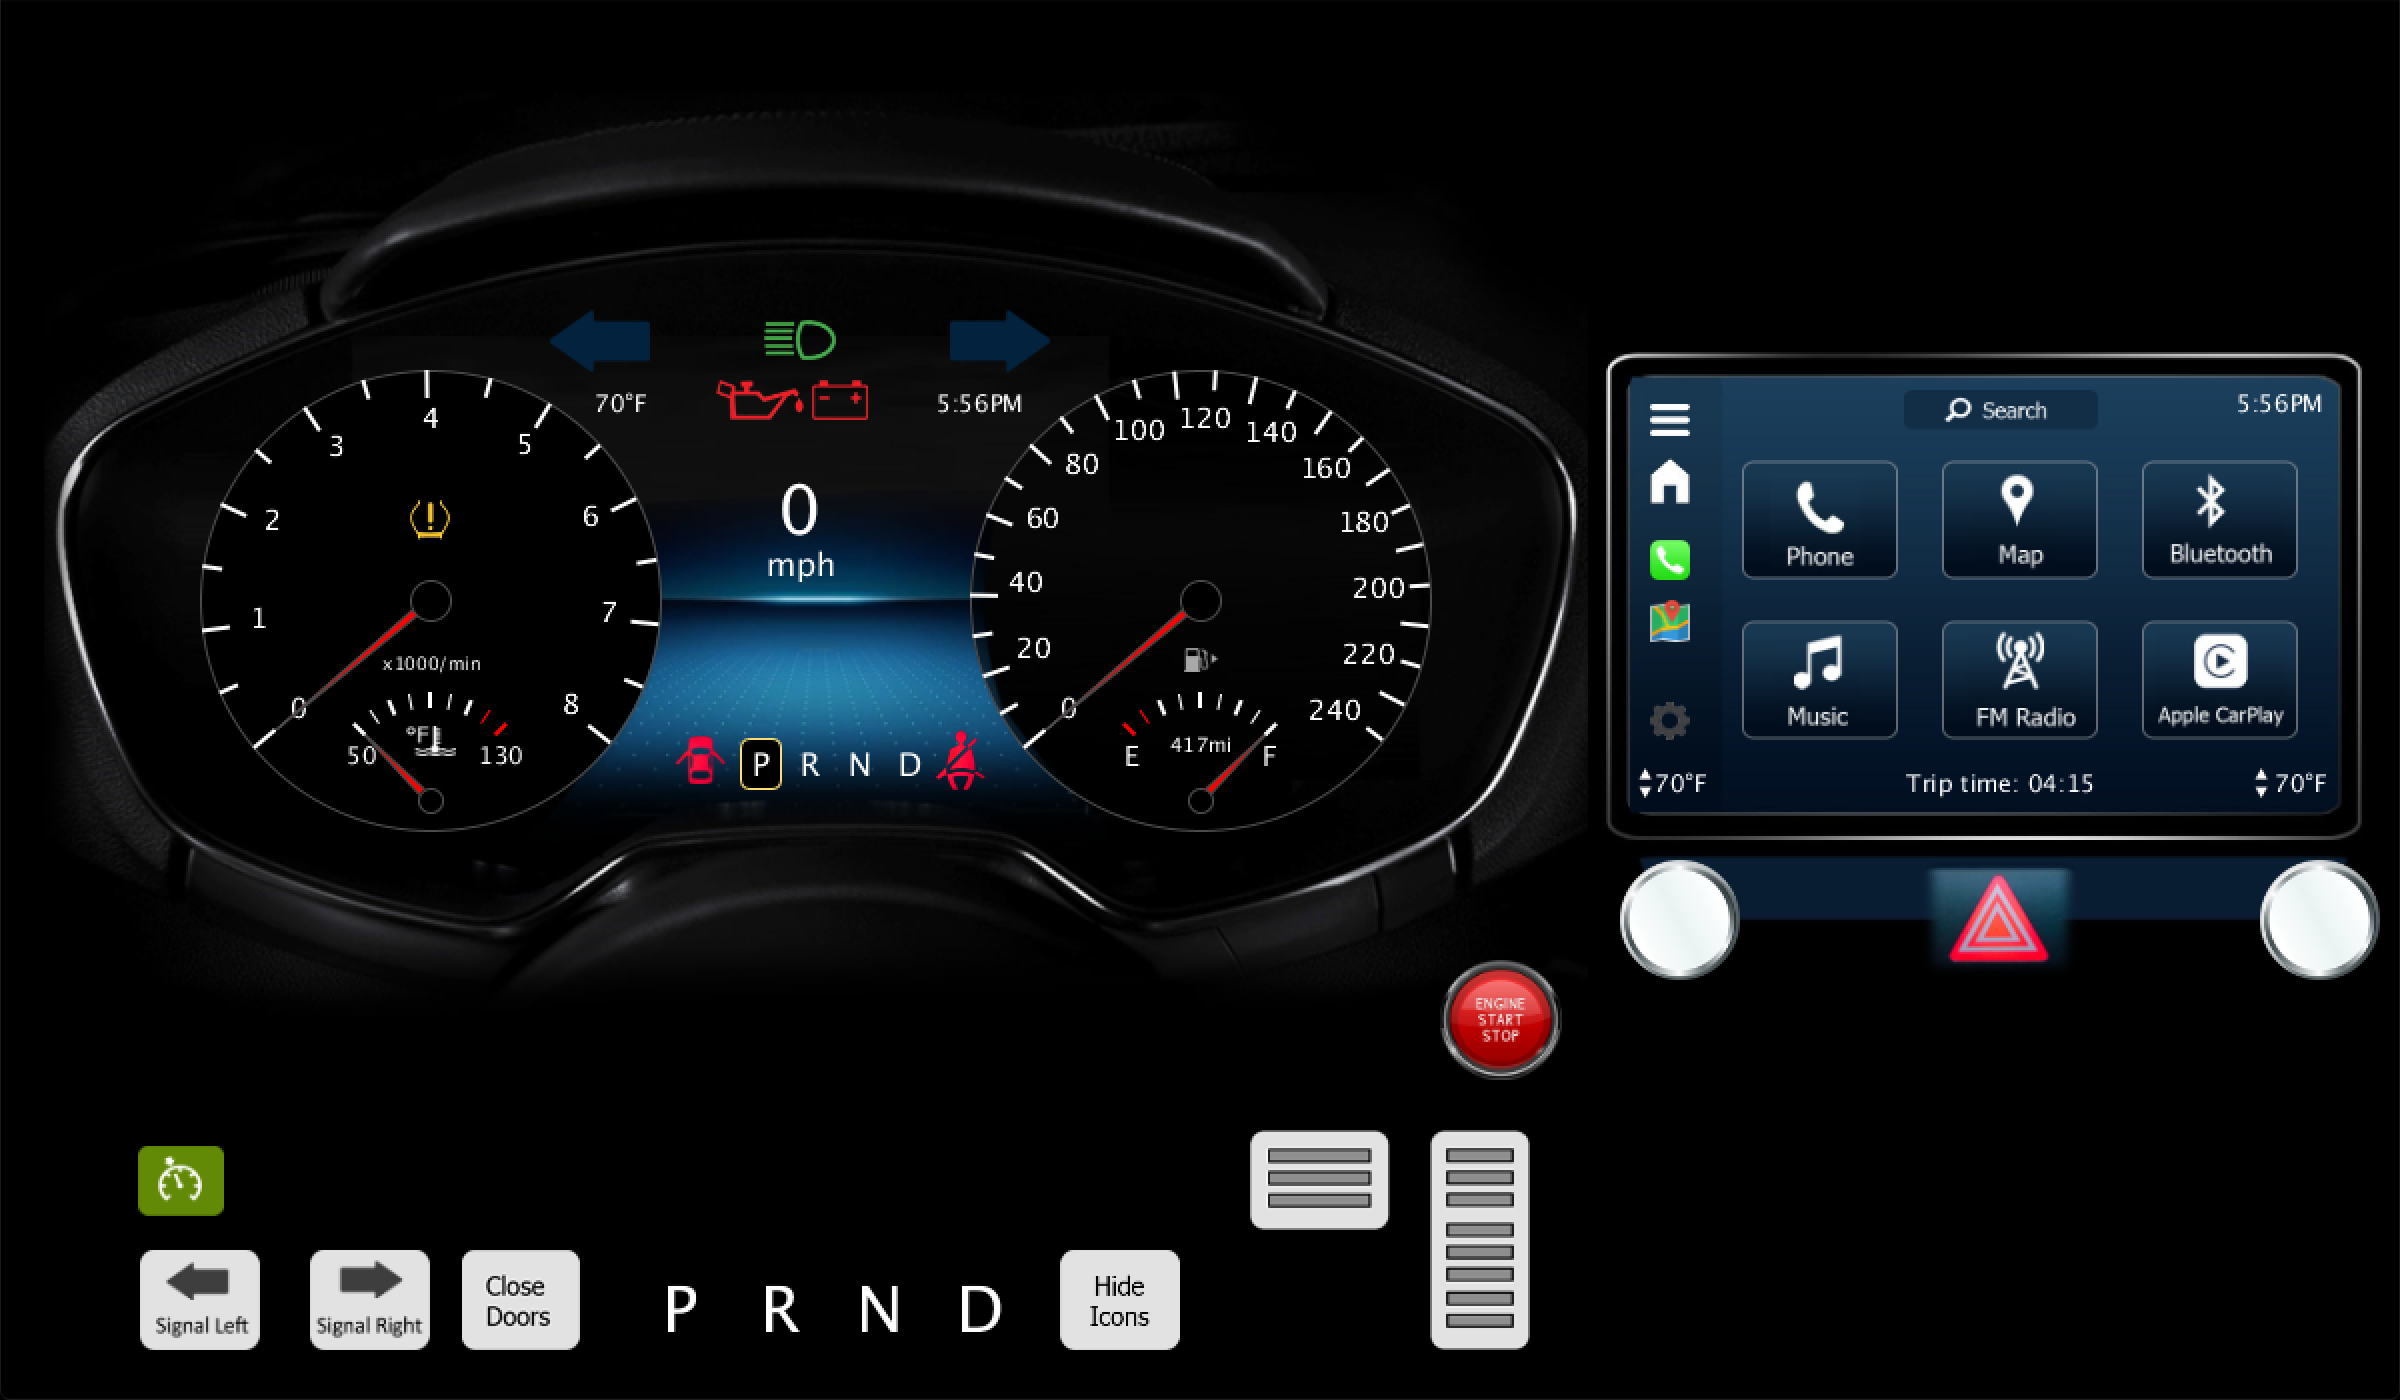 70°F
5:56PM
0
1
2
3
4
5
6
7
8
x1000/min
°F
50
130
0
mph
P R N D
0
20
40
60
80
100
120
140
160
180
200
220
240
417mi
E
F
Search
5:56PM
Phone
Map
Bluetooth
Music
FM Radio
Apple CarPlay
70°F
Trip time: 04:15
70°F
ENGINE
START
STOP
Signal Left
Signal Right
Close
Doors
P R N D
Hide
Icons